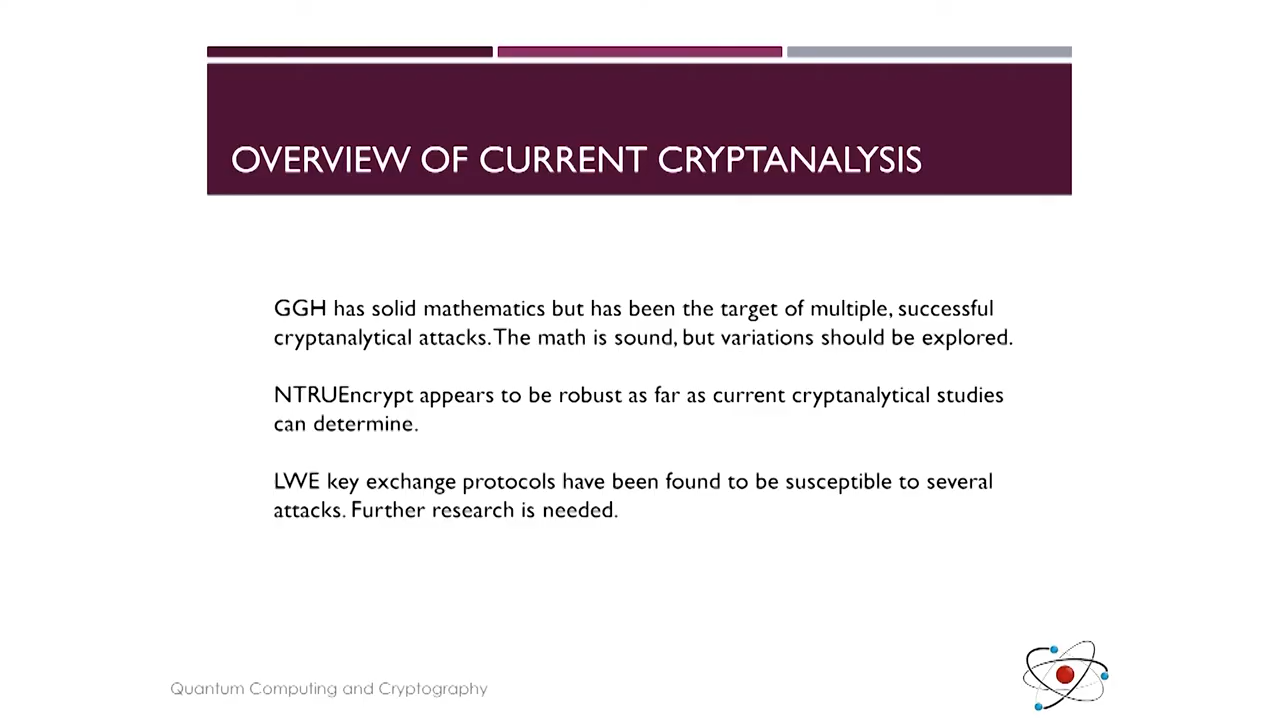 OVERVIEW OF CURRENT CRYPTANALYSIS
GGH has solid mathematics but has been the target of multiple, successful
cryptanalytical attacks. The math is sound, but variations should be explored.
NTRUEncrypt appears to be robust as far as current cryptanalytical studies
can determine.
LWE key exchange protocols have been found to be susceptible to several
attacks. Further research is needed.
Quantum Computing and Cryptography